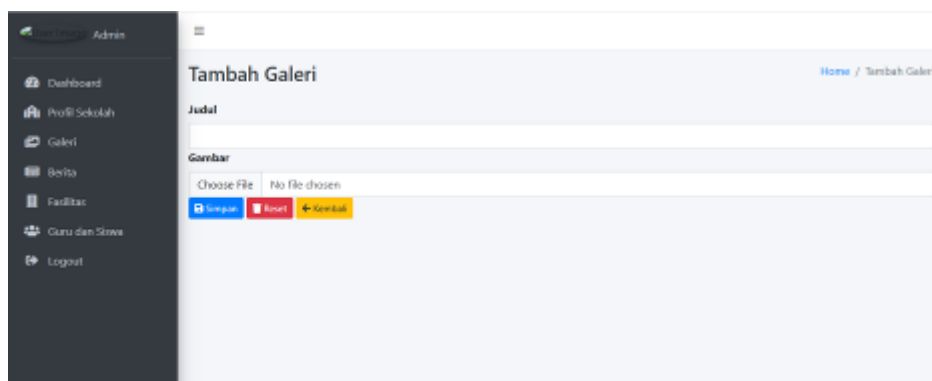 Admin
Dashboard
Profil Sekolah
Galeri
Berita
Fasilitas
Guru dan Siswa
Logout
Tambah Galeri
Home / Tambah Galer
Judul
Gambar
Choose File No file chosen
Simpan Reset Kembali